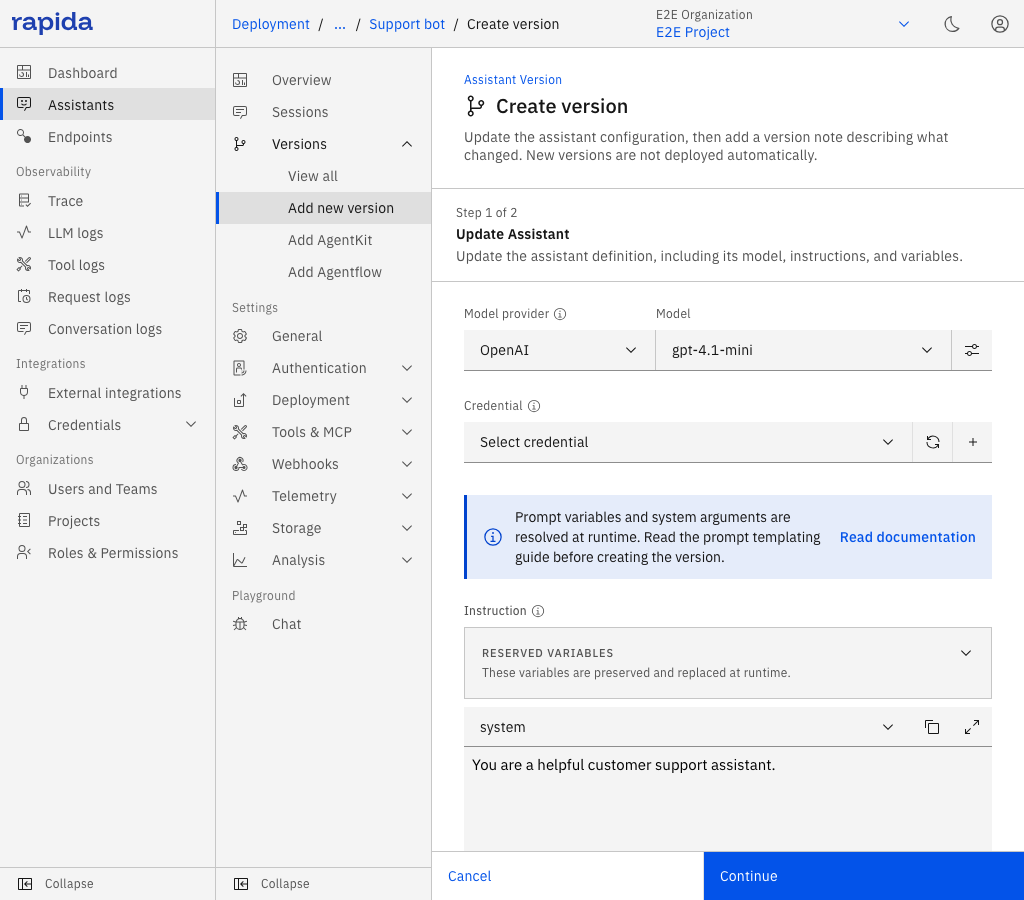 rapida
Deployment / ... / Support bot / Create version
E2E Organization
E2E Project
Dashboard
Assistants
Endpoints
Observability
Trace
LLM logs
Tool logs
Request logs
Conversation logs
Integrations
External integrations
Credentials
Organizations
Users and Teams
Projects
Roles & Permissions
Collapse
Overview
Sessions
Versions
View all
Add new version
Add AgentKit
Add Agentflow
Settings
General
Authentication
Deployment
Tools & MCP
Webhooks
Telemetry
Storage
Analysis
Playground
Chat
Collapse
Assistant Version
Create version
Update the assistant configuration, then add a version note describing what
changed. New versions are not deployed automatically.
Step 1 of 2
Update Assistant
Update the assistant definition, including its model, instructions, and variables.
Model provider
Model
OpenAI
gpt-4.1-mini
Credential
Select credential
Prompt variables and system arguments are
resolved at runtime. Read the prompt templating
guide before creating the version.
Read documentation
Instruction
RESERVED VARIABLES
These variables are preserved and replaced at runtime.
system
You are a helpful customer support assistant.
Cancel
Continue